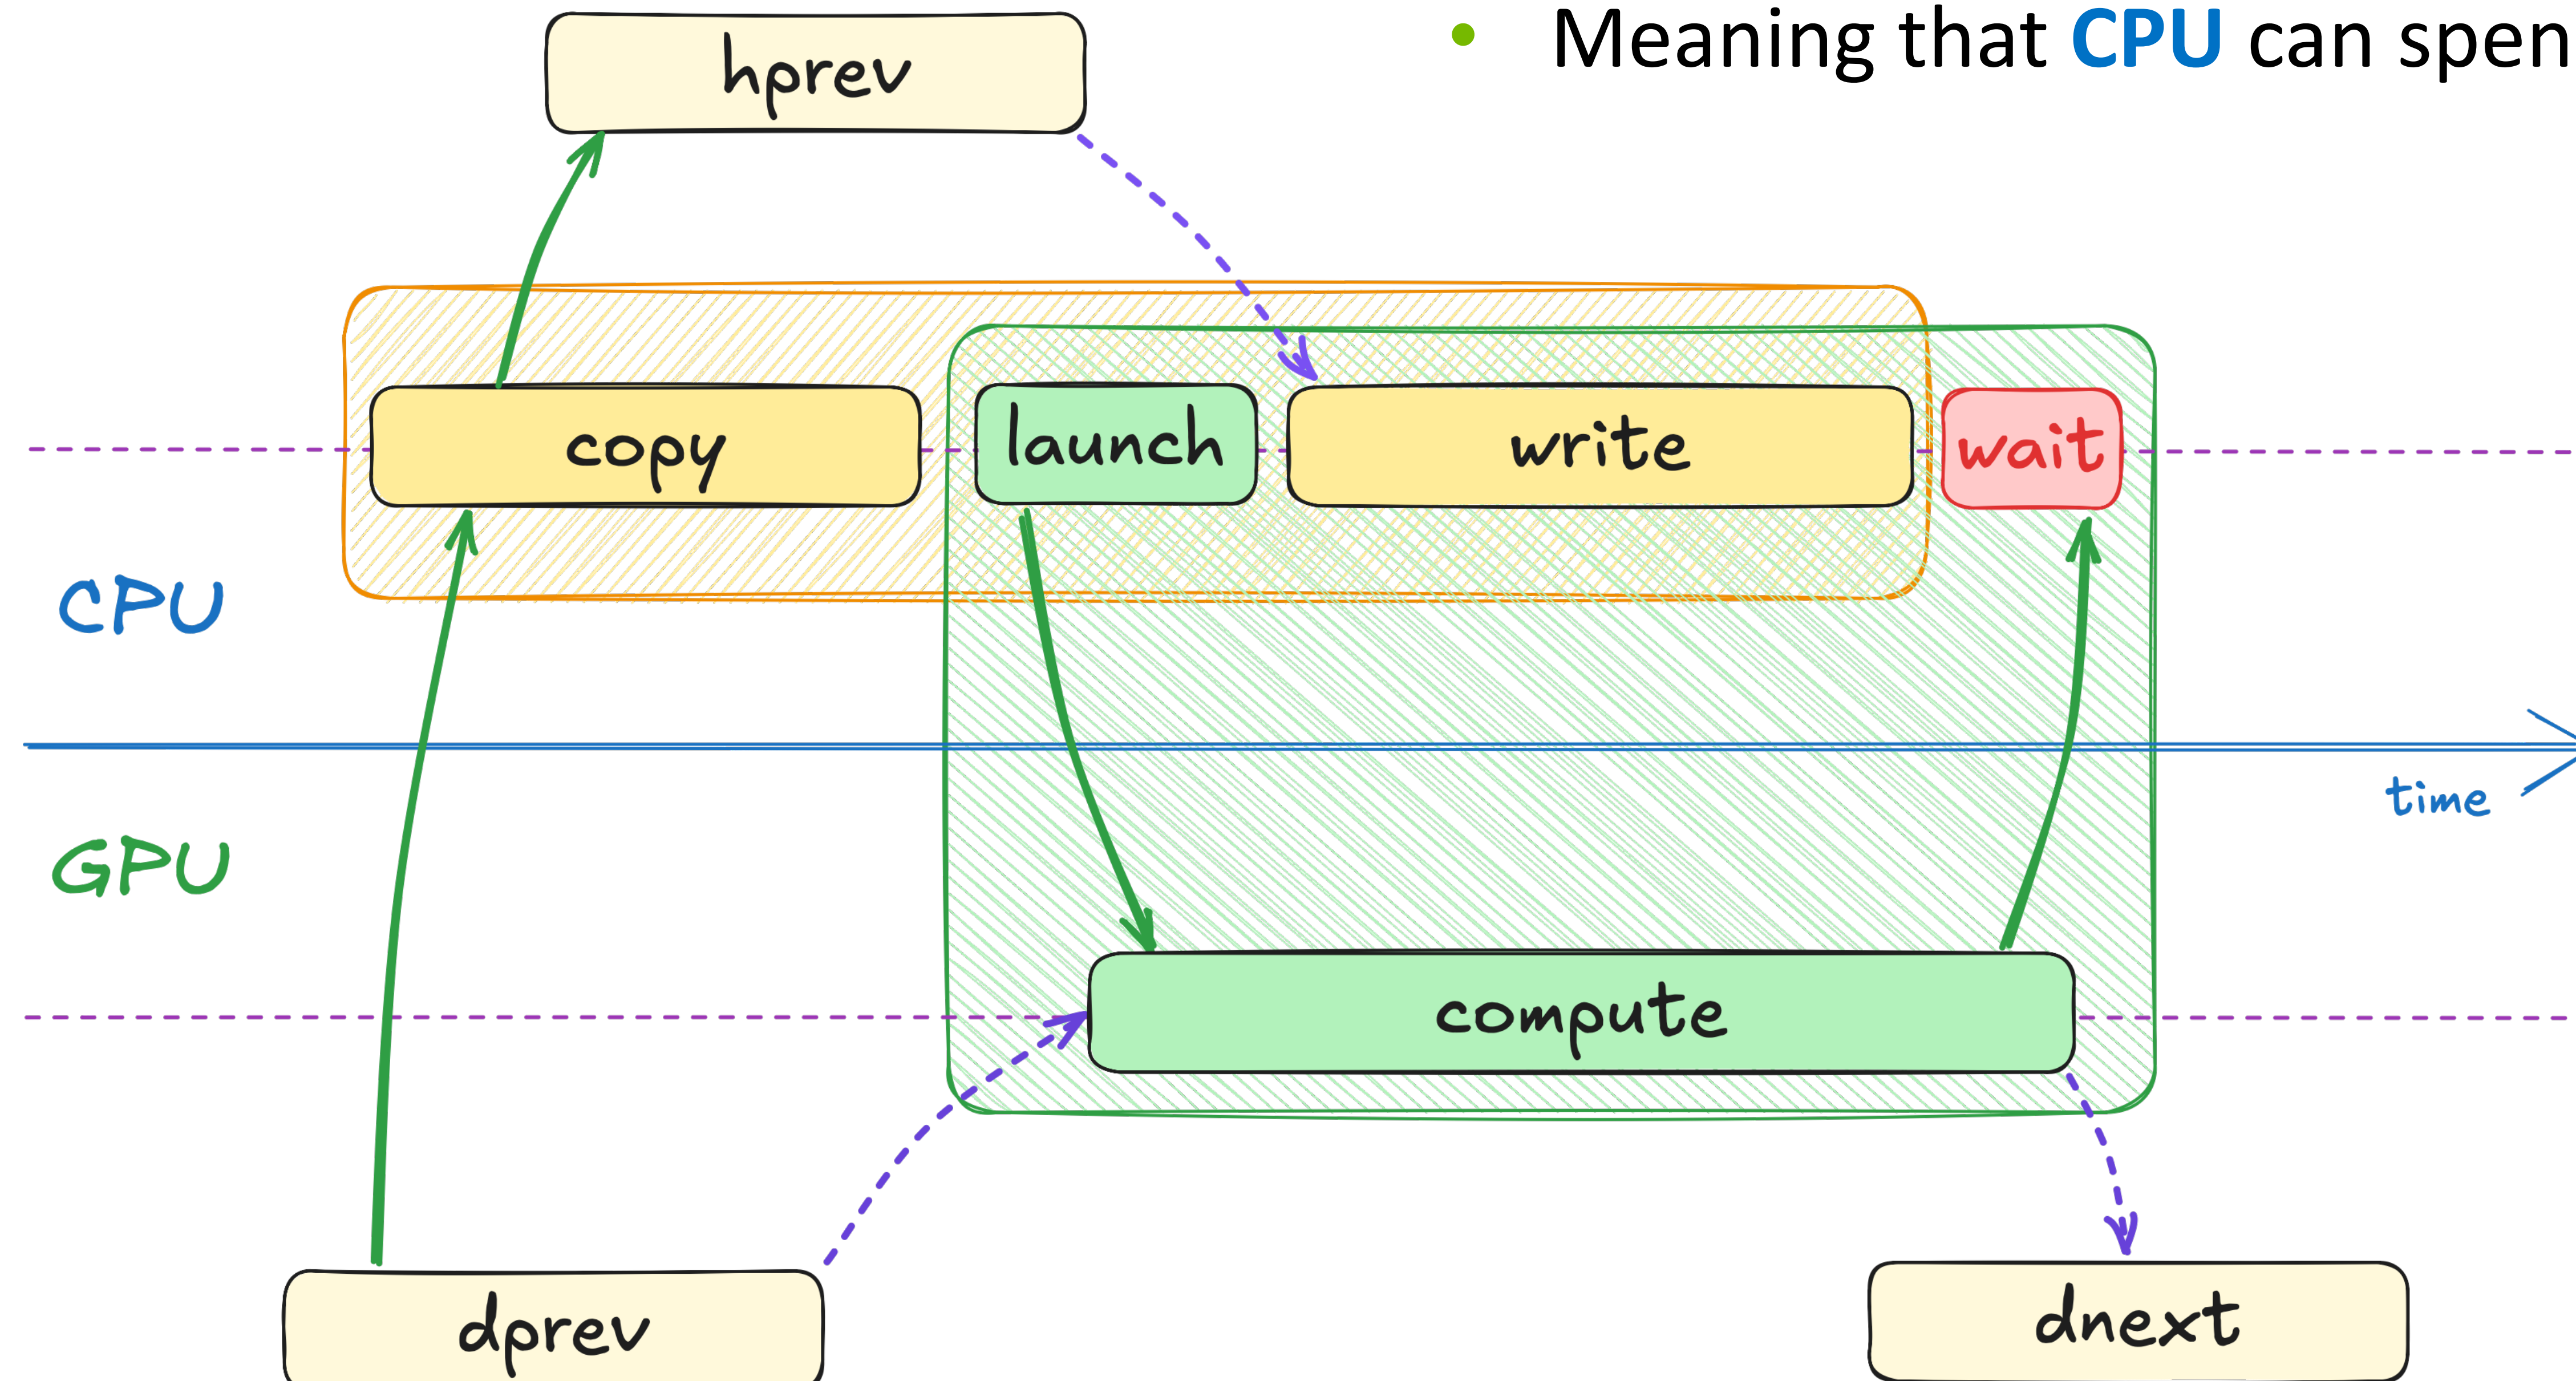 hprev
• Meaning that CPU can spen
copy
launch
write
wait
CPU
time
GPU
compute
dprev
dnext